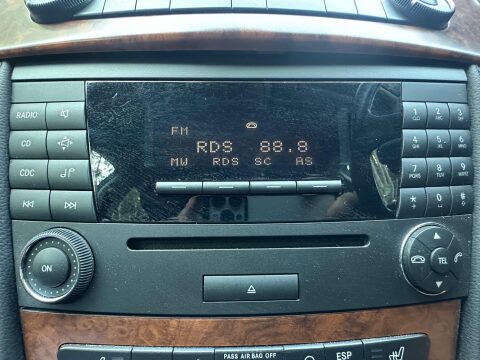 RADIO
CD
CDC
FM
RDS 88.8
MW RDS SC AS
1 2 ABC 3 DEF
4 GHI 5 JKL 6 MNO
7 PQRS 8 TUV 9 WXYZ
* 0 #
ON
TEL
PASS AIR BAG OFF
ESP